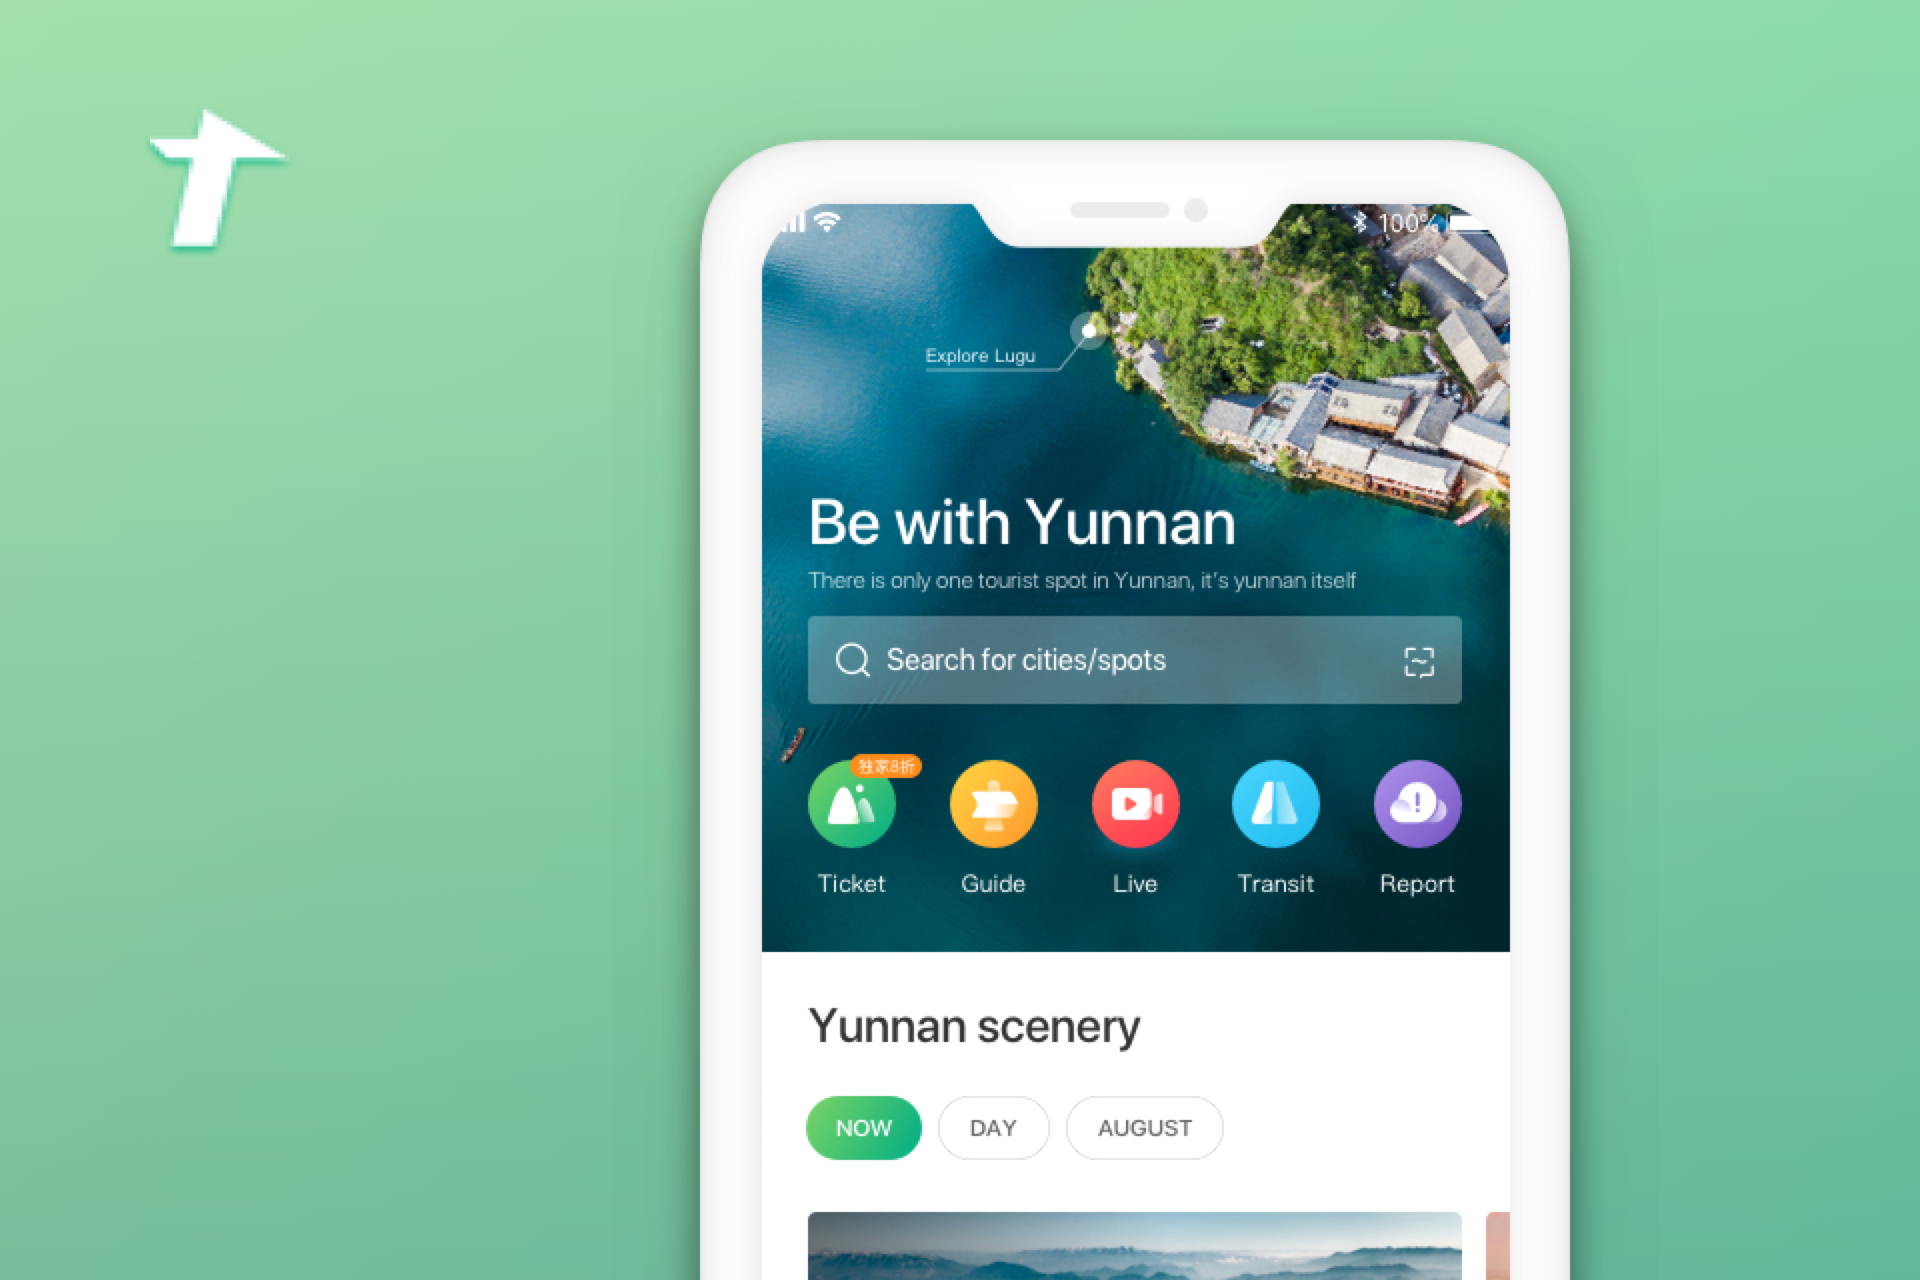 100%
Explore Lugu
Be with Yunnan
There is only one tourist spot in Yunnan, it's yunnan itself
Search for cities/spots
独家8折
Ticket
Guide
Live
Transit
Report
Yunnan scenery
NOW
DAY
AUGUST